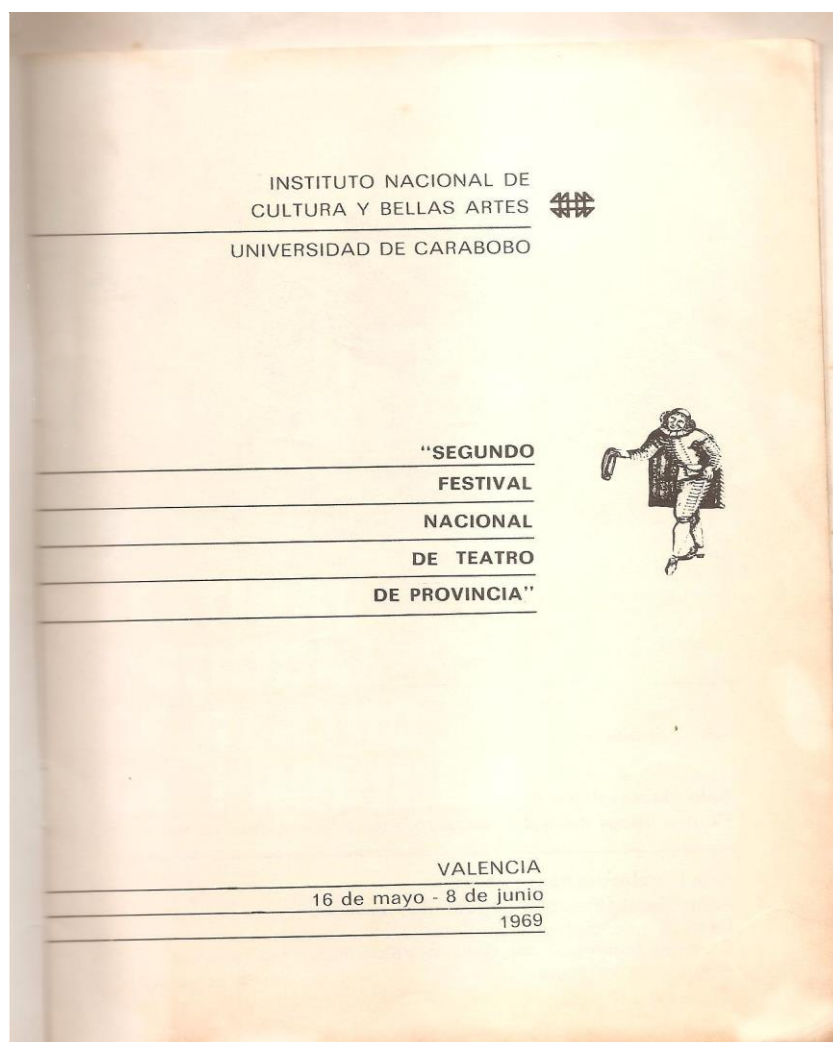 INSTITUTO NACIONAL DE
CULTURA Y BELLAS ARTES
UNIVERSIDAD DE CARABOBO
"SEGUNDO
FESTIVAL
NACIONAL
DE TEATRO
DE PROVINCIA"
VALENCIA
16 de mayo - 8 de junio
1969